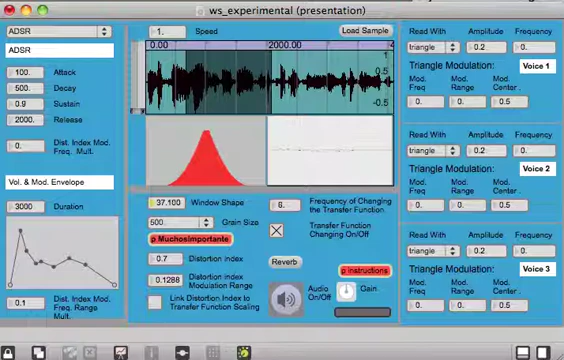 ws_experimental (presentation)
ADSR
ADSR
100. Attack
500. Decay
0.9 Sustain
2000. Release
0. Dist. Index Mod.
Freq. Mult.
Vol. & Mod. Envelope
3000 Duration
0.1 Dist. Index Mod.
Freq. Range
Mult.
1. Speed
Load Sample
0.00 2000.00
1
0.5
-0.5
37.100 Window Shape
500 Grain Size
p MuchosImportante
0.7 Distortion index
0.1288 Distortion Index
Modulation Range
Link Distortion Index to
Transfer Function Scaling
6. Frequency of Changing
the Transfer Function
Transfer Function
Changing On/Off
Reverb
p Instructions
Audio
On/Off
Gain
Read With Amplitude Frequency
triangle 0.2 0.
Triangle Modulation: Voice 1
Mod. Freq Mod. Range Mod. Center
0. 0. 0.5
Read With Amplitude Frequency
triangle 0.2 0.
Triangle Modulation: Voice 2
Mod. Freq. Mod. Range Mod. Center
0. 0. 0.5
Read With Amplitude Frequency
triangle 0.2 0.
Triangle Modulation: Voice 3
Mod. Freq. Mod. Range Mod. Center
0. 0. 0.5